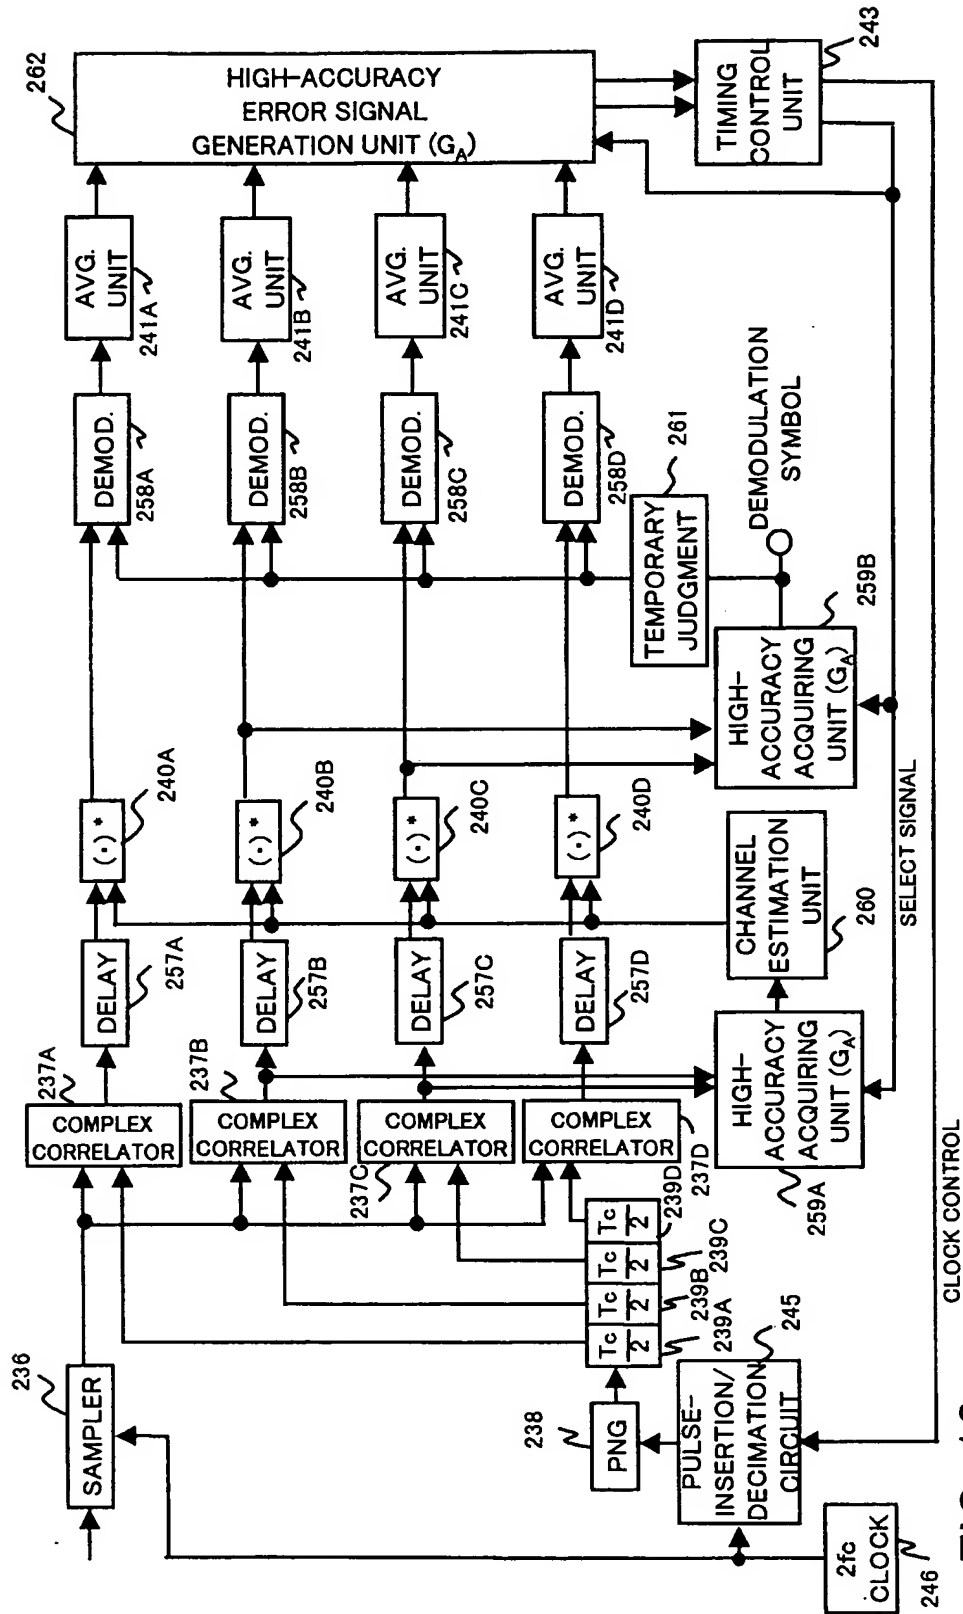 236
SAMPLER
2fc
CLOCK
246
PULSE-
INSERTION/
DECIMATION
CIRCUIT
245
238
PNG
Tc
2
Tc
2
Tc
2
Tc
2
239A
239B
239C
239D
237A
COMPLEX
CORRELATOR
237B
COMPLEX
CORRELATOR
237C
COMPLEX
CORRELATOR
237D
COMPLEX
CORRELATOR
DELAY
257A
DELAY
257B
DELAY
257C
DELAY
257D
HIGH-
ACCURACY
ACQUIRING
UNIT (GA)
259A
CHANNEL
ESTIMATION
UNIT
260
(·) *
240A
(·) *
240B
(·) *
240C
(·) *
240D
HIGH-
ACCURACY
ACQUIRING
UNIT (GA)
259B
DEMODULATION
SYMBOL
TEMPORARY
JUDGMENT
261
DEMOD.
258A
DEMOD.
258B
DEMOD.
258C
DEMOD.
258D
AVG.
UNIT
241A
AVG.
UNIT
241B
AVG.
UNIT
241C
AVG.
UNIT
241D
262
HIGH-ACCURACY
ERROR SIGNAL
GENERATION UNIT (GA)
TIMING
CONTROL
UNIT
243
SELECT SIGNAL
CLOCK CONTROL